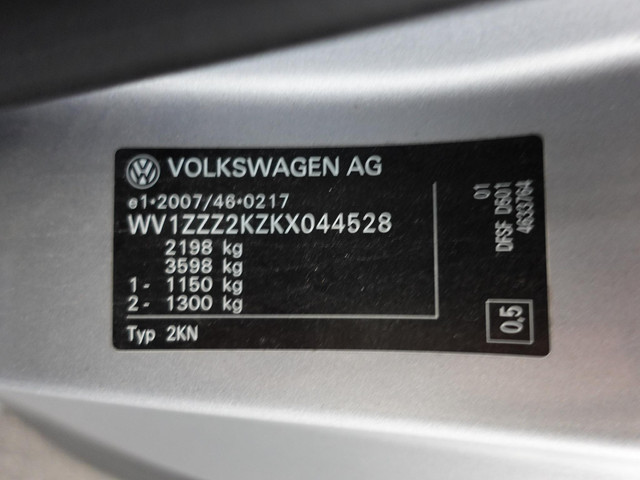 VOLKSWAGEN AG
e1*2007/46*0217
WV1ZZZ2KZKX044528
2198 kg
3598 kg
1- 1150 kg
2- 1300 kg
Typ 2KN
01
DFSF D601
4633764
0,5